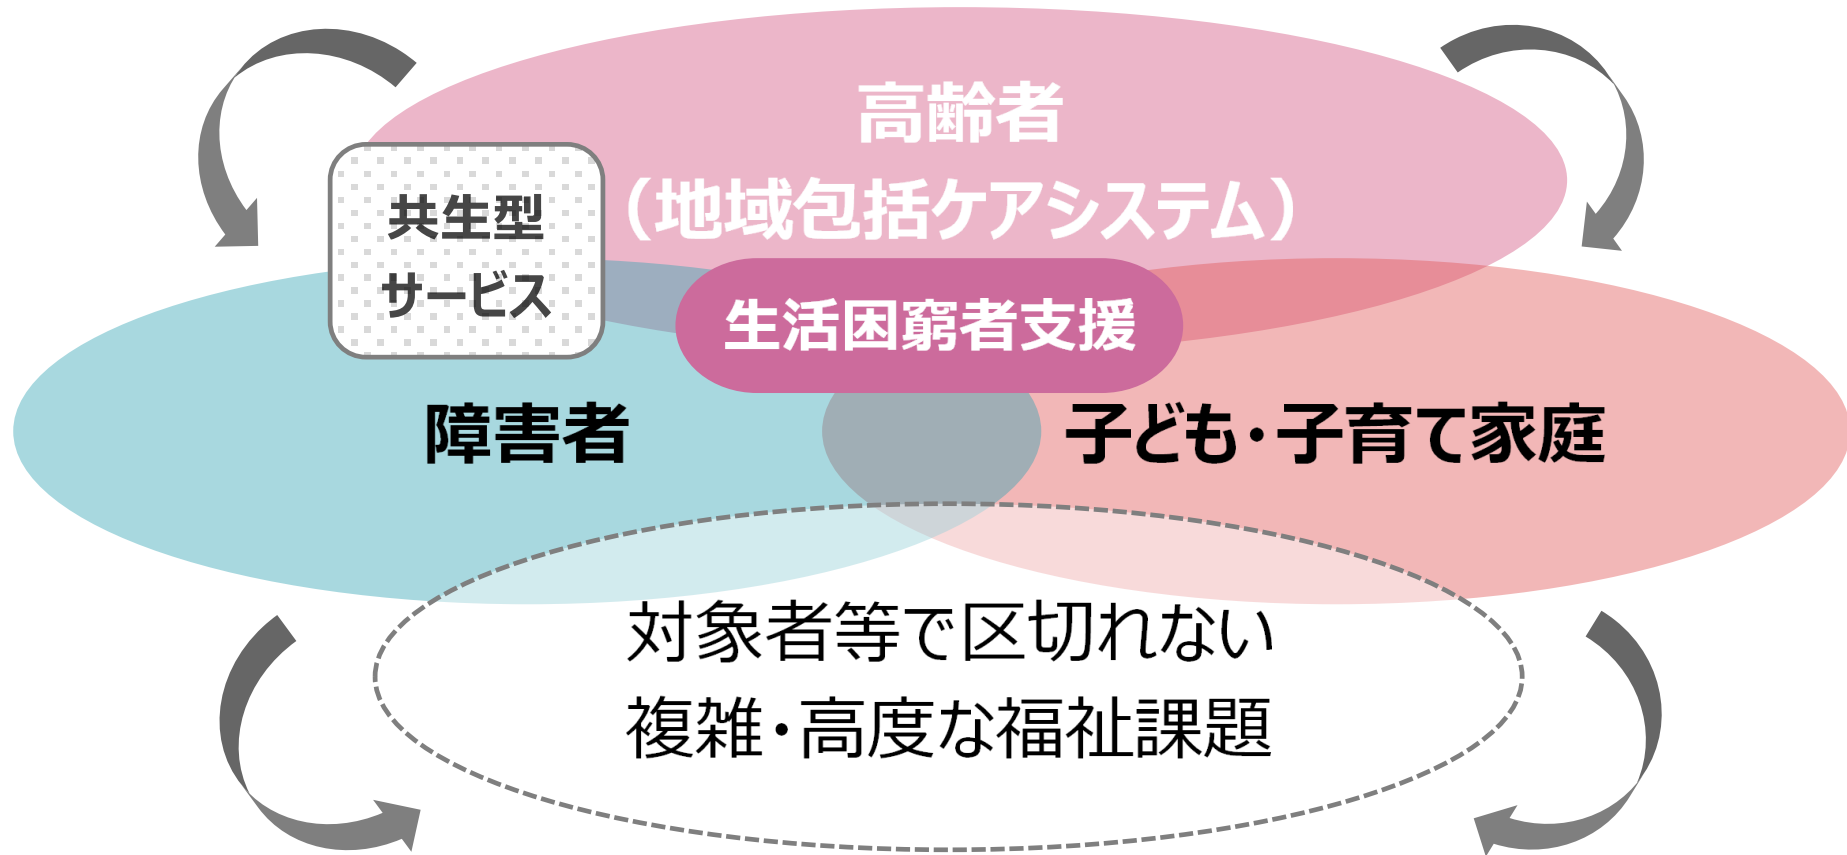 高齢者
（地域包括ケアシステム）
共生型
サービス
生活困窮者支援
障害者
子ども・子育て家庭
対象者等で区切れない
複雑・高度な福祉課題